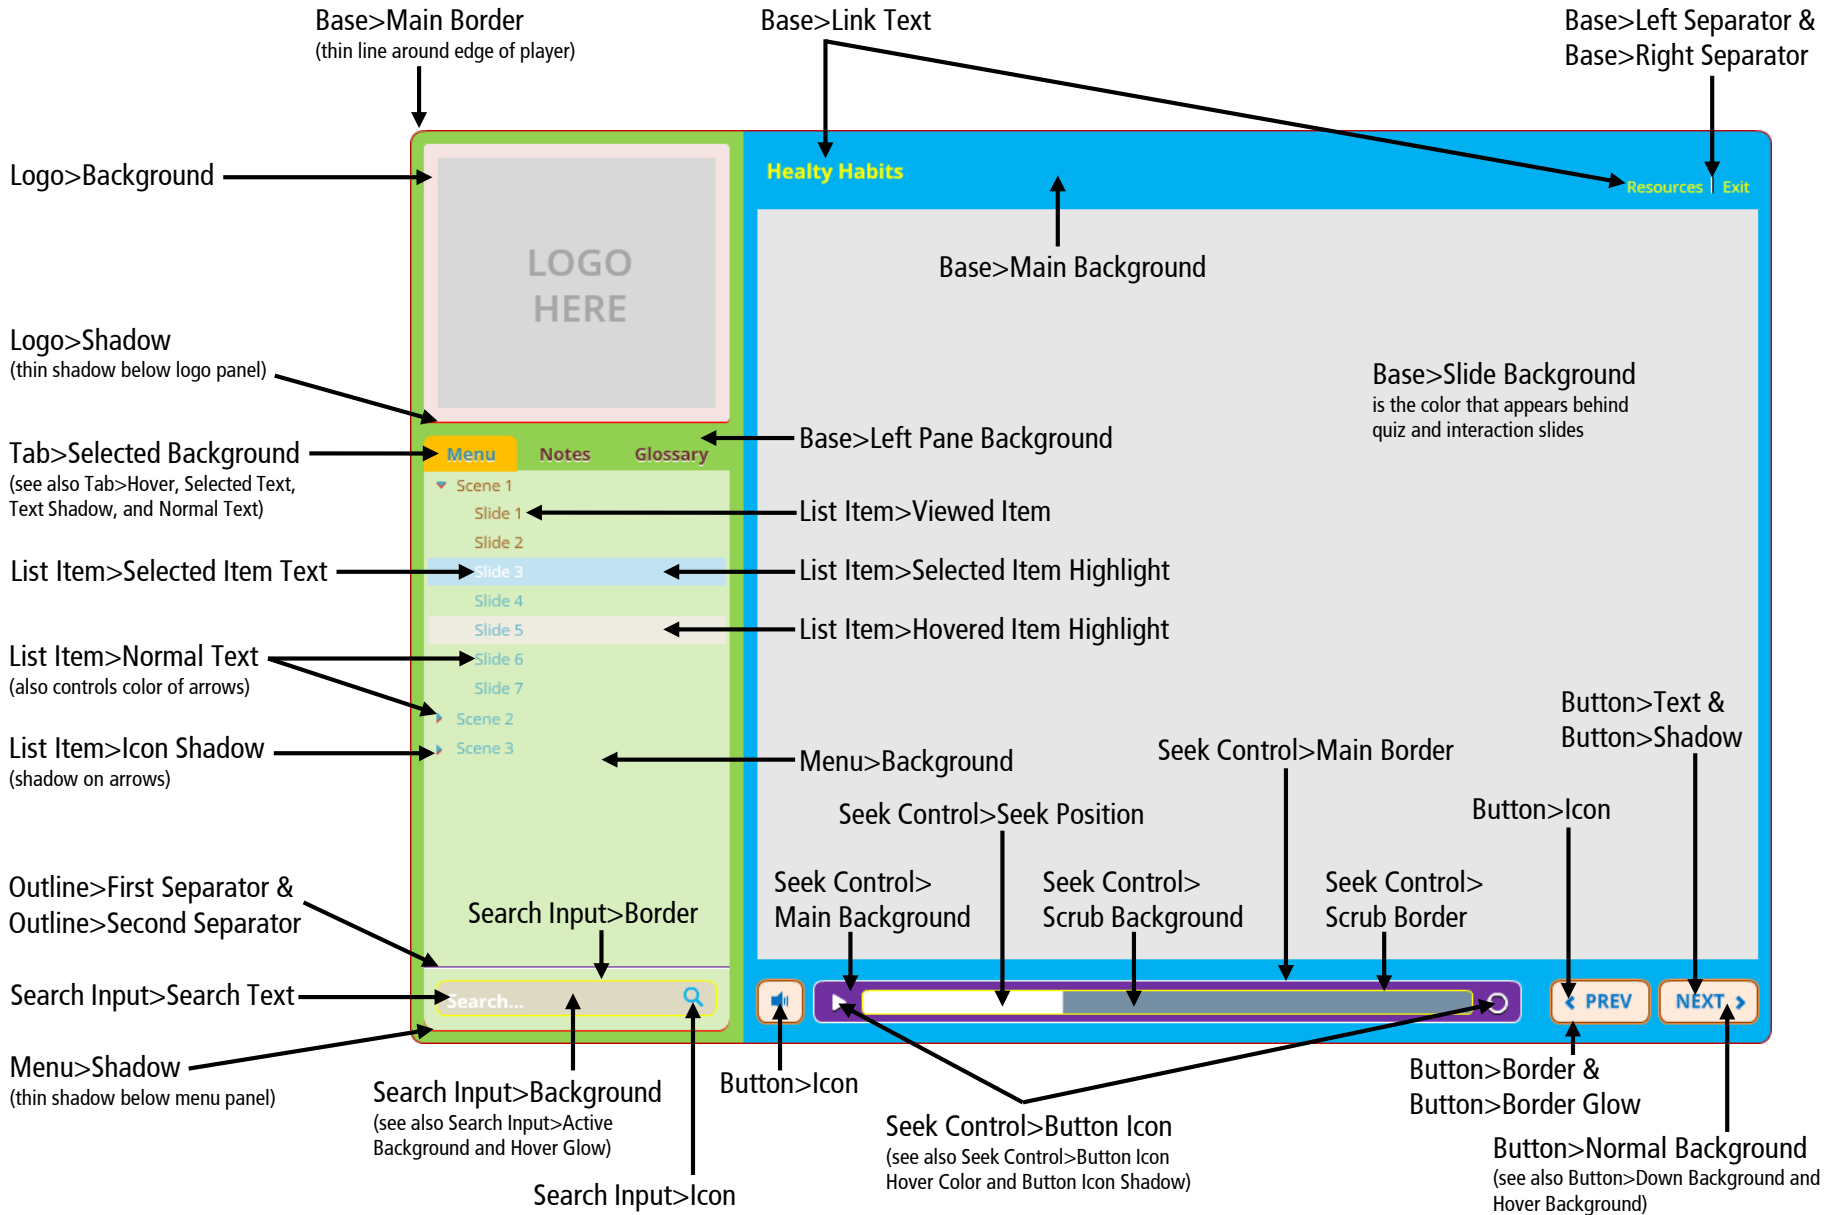 Base>Main Border
(thin line around edge of player)
Base>Link Text
Base>Left Separator &
Base>Right Separator
Logo>Background
Healty Habits
Resources
Exit
LOGO
HERE
Base>Main Background
Logo>Shadow
(thin shadow below logo panel)
Base>Slide Background
is the color that appears behind
quiz and interaction slides
Tab>Selected Background
(see also Tab>Hover, Selected Text,
Text Shadow, and Normal Text)
Menu
Notes
Glossary
Base>Left Pane Background
Scene 1
Slide 1
List Item>Viewed Item
Slide 2
List Item>Selected Item Text
Slide 3
List Item>Selected Item Highlight
Slide 4
Slide 5
List Item>Hovered Item Highlight
List Item>Normal Text
(also controls color of arrows)
Slide 6
Slide 7
Scene 2
List Item>Icon Shadow
(shadow on arrows)
Scene 3
Menu>Background
Seek Control>Main Border
Button>Text &
Button>Shadow
Seek Control>Seek Position
Button>Icon
Outline>First Separator &
Outline>Second Separator
Search Input>Border
Seek Control>
Main Background
Seek Control>
Scrub Background
Seek Control>
Scrub Border
Search Input>Search Text
Search...
PREV
NEXT
Menu>Shadow
(thin shadow below menu panel)
Search Input>Background
(see also Search Input>Active
Background and Hover Glow)
Search Input>Icon
Button>Icon
Seek Control>Button Icon
(see also Seek Control>Button Icon
Hover Color and Button Icon Shadow)
Button>Border &
Button>Border Glow
Button>Normal Background
(see also Button>Down Background and
Hover Background)